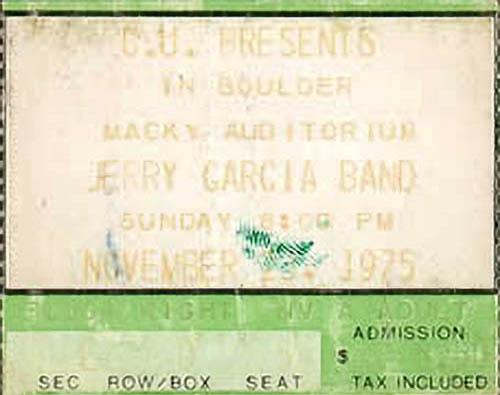 C.U. PRESENTS
IN BOULDER
MACKY AUDITORIUM
JERRY GARCIA BAND
SUNDAY 8:00 PM
NOVEMBER 1975
NIGHT
ADMISSION
$
SEC ROW/BOX SEAT TAX INCLUDED